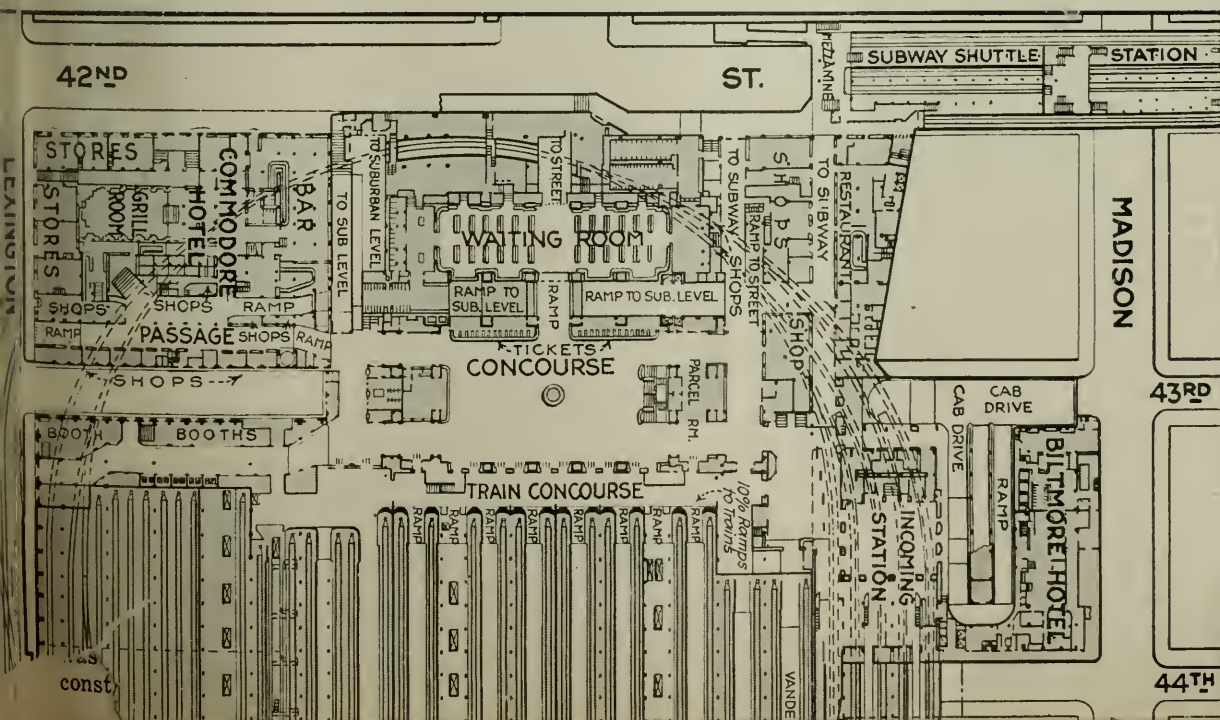 42ND
ST.
MEZZANINE
SUBWAY SHUTTLE
STATION
LEXINGTON
STORES
STORES
GRILL
ROOM
COMMODORE
HOTEL
BAR
TO SUB LEVEL
TO SUBURBAN LEVEL
TO STREET
WAITING ROOM
RAMP TO
SUB. LEVEL
RAMP
RAMP TO SUB. LEVEL
TO SUBWAY
SHOPS
SHOPS
RAMP TO STREET
TO SUBWAY
RESTAURANT
MADISON
SHOPS
SHOPS
RAMP
RAMP
PASSAGE
SHOPS
RAMP
SHOPS
TICKETS
CONCOURSE
PARCEL RM.
SHOP
43RD
CAB
DRIVE
CAB DRIVE
BOOTH
BOOTHS
TRAIN CONCOURSE
10% Ramps
to Trains
RAMP
RAMP
RAMP
RAMP
RAMP
RAMP
RAMP
RAMP
INCOMING
STATION
RAMP
BILTMORE HOTEL
VANDE
44TH
const